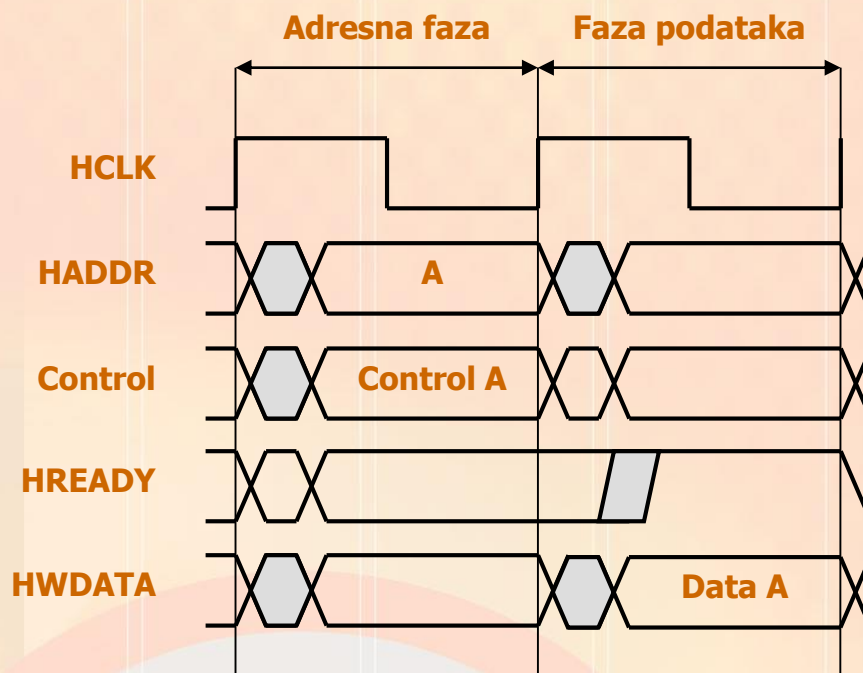 Adresna faza
Faza podataka
HCLK
HADDR
A
Control
Control A
HREADY
HWDATA
Data A